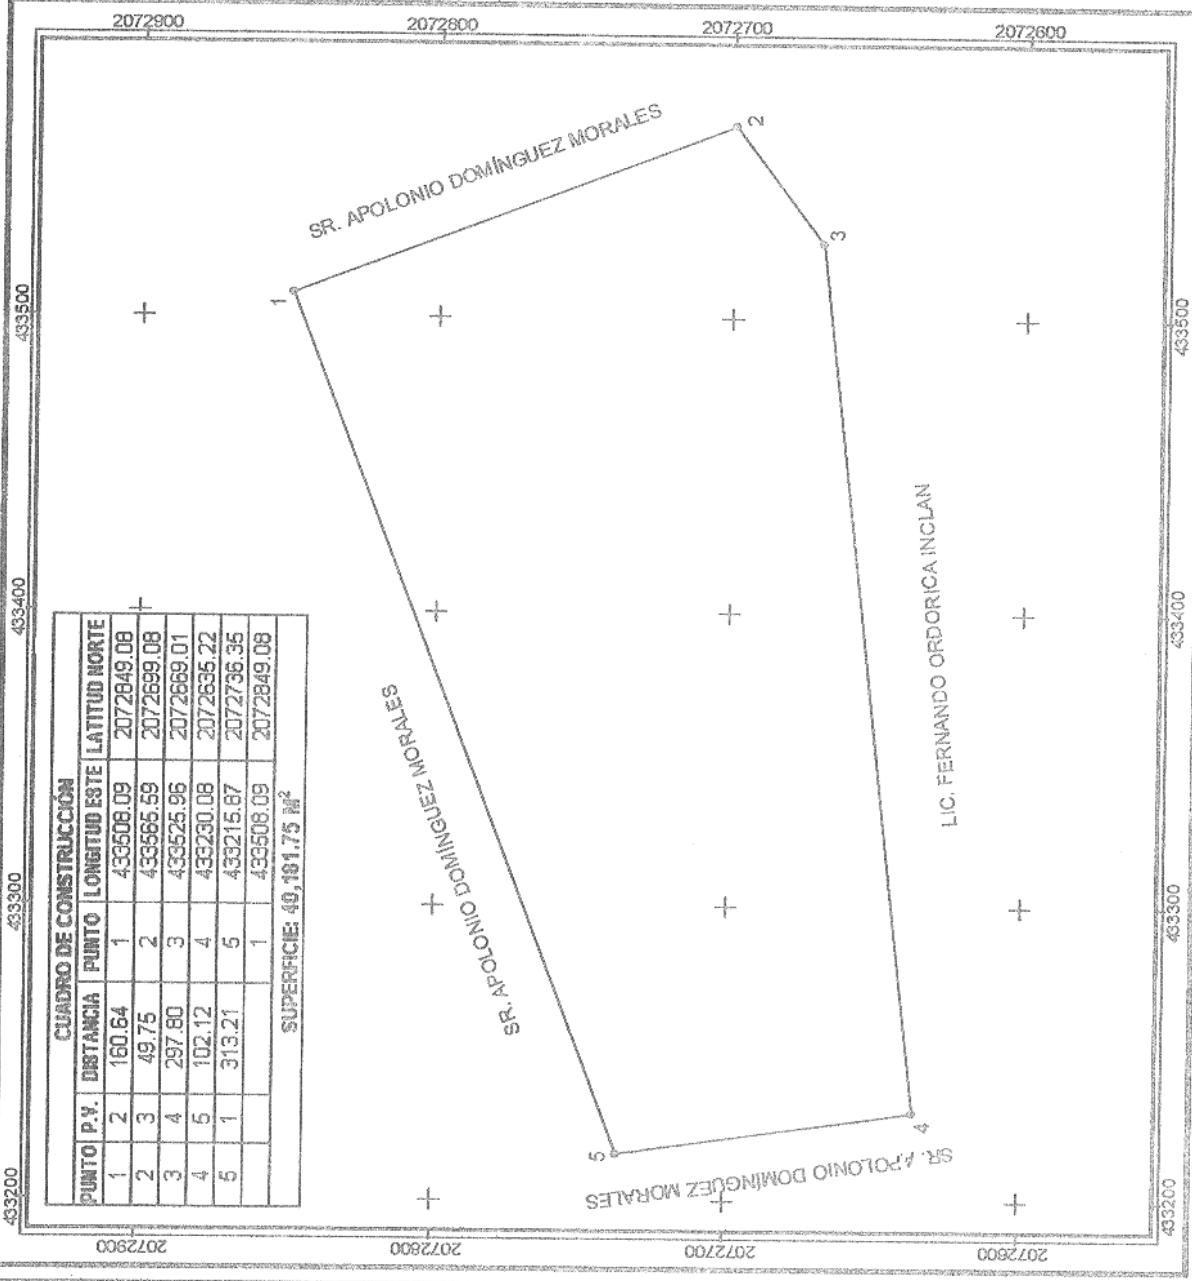 CUADRO DE CONSTRUCCIÓN
PUNTO P.V. DISTANCIA PUNTO LONGITUD ESTE LATITUD NORTE
1 2 160.64 1 433508.09 2072849.08
2 3 49.75 2 433565.59 2072699.08
3 4 297.80 3 433525.96 2072669.01
4 5 102.12 4 433230.08 2072635.22
5 1 313.21 5 433215.87 2072736.35
1 433508.09 2072849.08
SUPERFICIE: 40,191.75 M²
433200
433300
433400
433500
2072900
2072800
2072700
2072600
2072900
2072800
2072700
2072600
433200
433300
433400
433500
SR. APOLONIO DOMÍNGUEZ MORALES
SR. APOLONIO DOMÍNGUEZ MORALES
SR. APOLONIO DOMÍNGUEZ MORALES
LIC. FERNANDO ORDORICA INCLAN
1
2
3
4
5